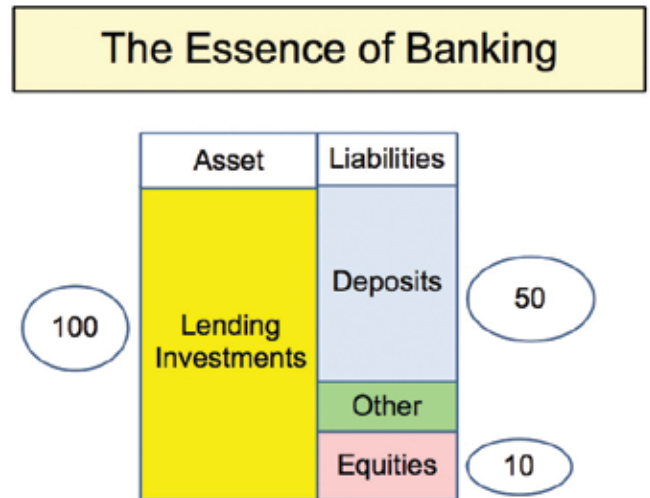 The Essence of Banking
Asset
Liabilities
100
Lending
Investments
Deposits
50
Other
Equities
10